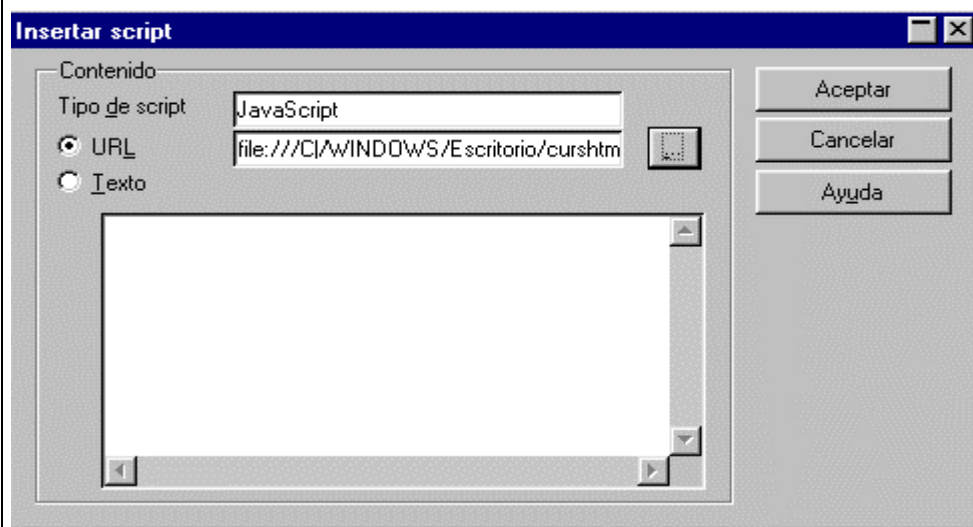 Insertar script
Contenido
Tipo de script JavaScript
URL file:///C|/WINDOWS/Escritorio/curshtm
...
Texto
Aceptar
Cancelar
Ayuda